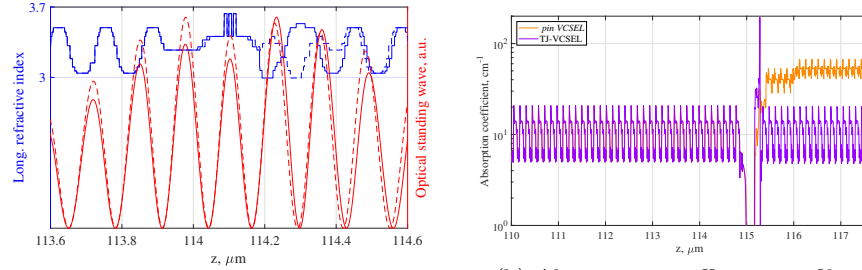 3.7
3
Long. refractive index
Optical standing wave, a.u.
113.6
113.8
114
114.2
114.4
114.6
z, μm
pin VCSEL
TJ-VCSEL
Absorption coefficient, cm⁻¹
10²
10¹
10⁰
110
111
112
113
114
115
116
117
z, μm